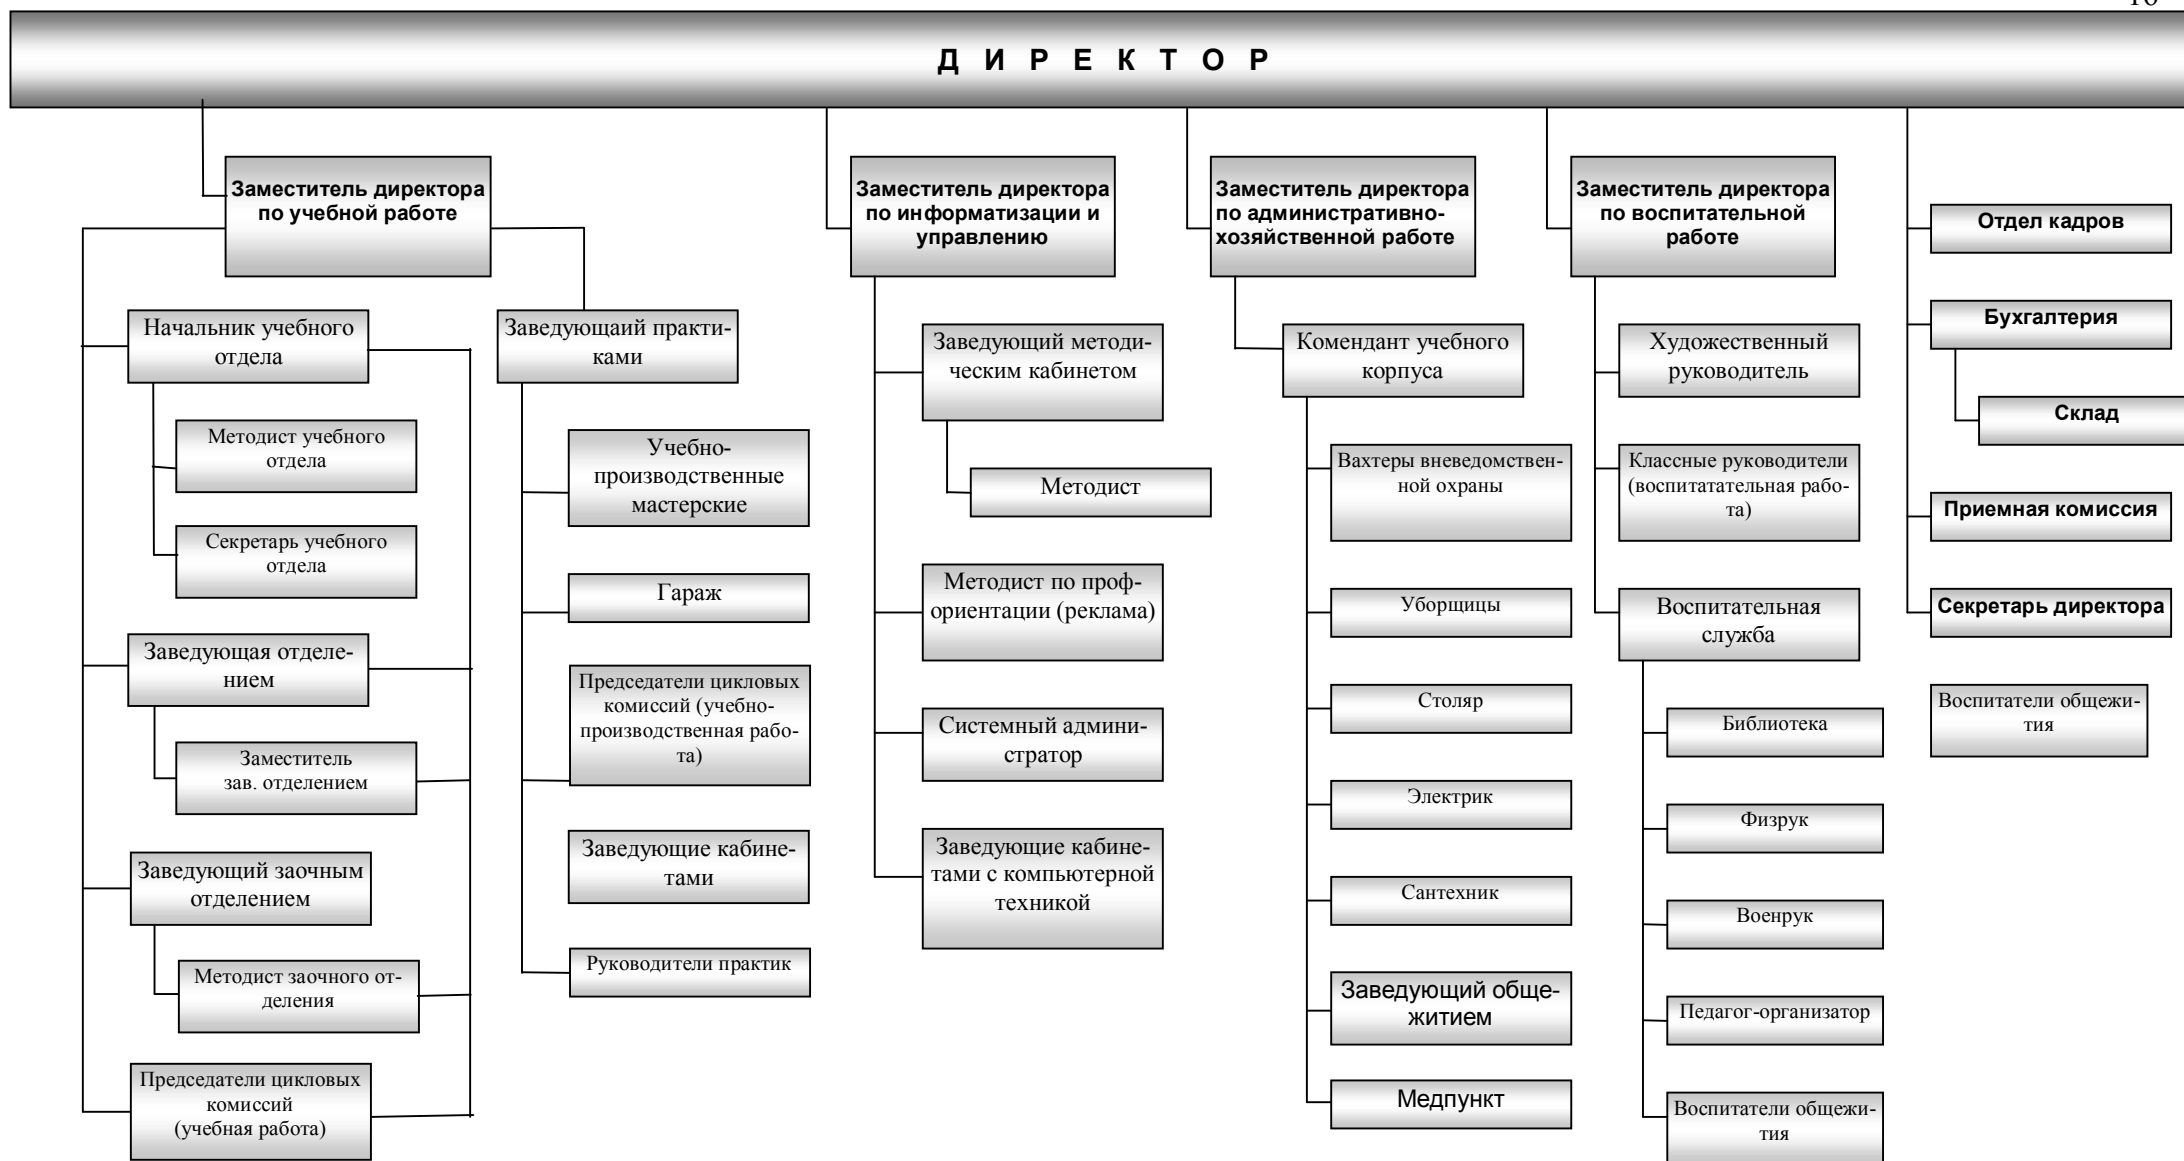 Д И Р Е К Т О Р
Заместитель директора
по учебной работе
Начальник учебного
отдела
Методист учебного
отдела
Секретарь учебного
отдела
Заведующая отделе-
нием
Заместитель
зав. отделением
Заведующий заочным
отделением
Методист заочного от-
деления
Председатели цикловых
комиссий
(учебная работа)
Заведующаий практи-
ками
Учебно-
производственные
мастерские
Гараж
Председатели цикловых
комиссий (учебно-
производственная рабо-
та)
Заведующие кабине-
тами
Руководители практик
Заместитель директора
по информатизации и
управлению
Заведующий методи-
ческим кабинетом
Методист
Методист по проф-
ориентации (реклама)
Системный админи-
стратор
Заведующие кабине-
тами с компьютерной
техникой
Заместитель директора
по административно-
хозяйственной работе
Комендант учебного
корпуса
Вахтеры вневедомствен-
ной охраны
Уборщицы
Столяр
Электрик
Сантехник
Заведующий обще-
житием
Медпункт
Заместитель директора
по воспитательной
работе
Художественный
руководитель
Классные руководители
(воспитатательная рабо-
та)
Воспитательная
служба
Библиотека
Физрук
Военрук
Педагог-организатор
Воспитатели общежи-
тия
Отдел кадров
Бухгалтерия
Склад
Приемная комиссия
Секретарь директора
Воспитатели общежи-
тия